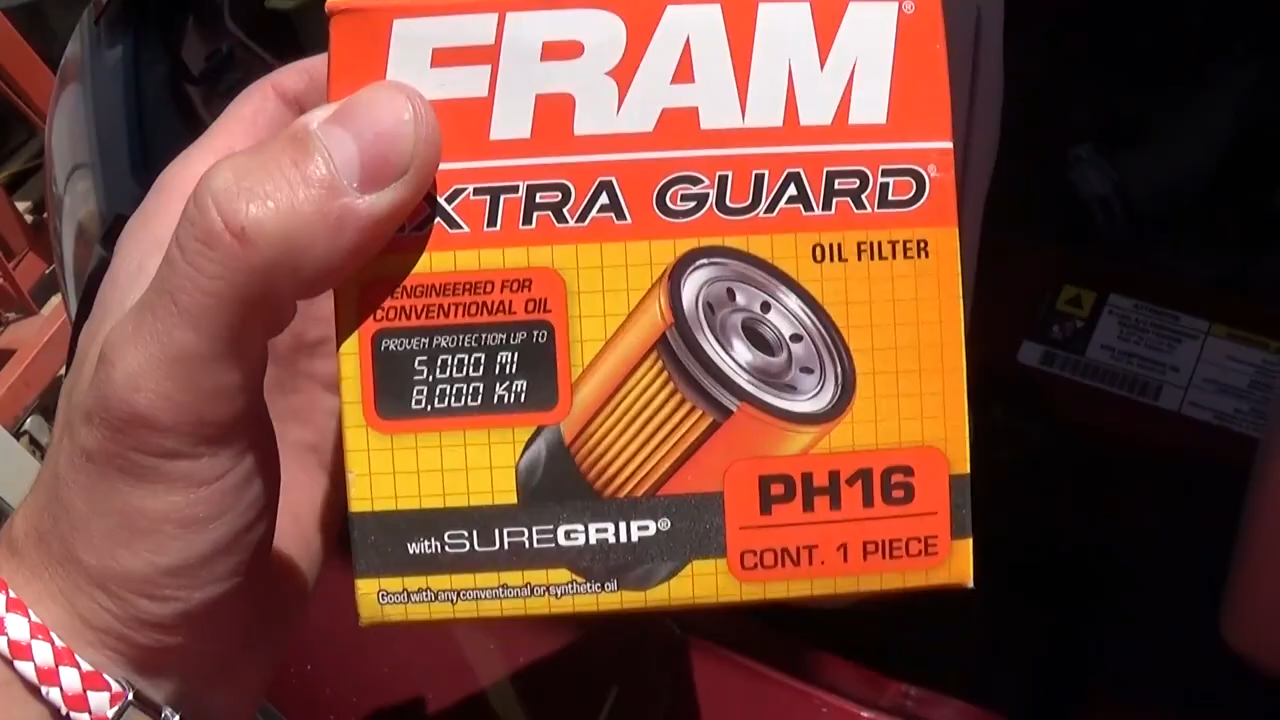 FRAM®
XTRA GUARD®
OIL FILTER
ENGINEERED FOR
CONVENTIONAL OIL
PROVEN PROTECTION UP TO
5,000 MI
8,000 KM
PH16
CONT. 1 PIECE
with SUREGRIP®
Good with any conventional or synthetic oil